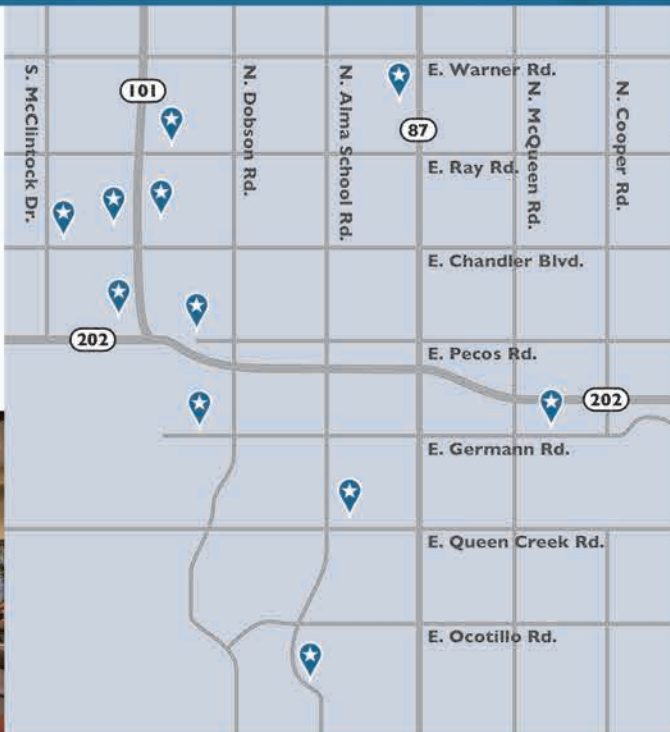 S. McClintock Dr.
101
N. Dobson Rd.
N. Alma School Rd.
E. Warner Rd.
87
N. McQueen Rd.
N. Cooper Rd.
E. Ray Rd.
E. Chandler Blvd.
202
E. Pecos Rd.
202
E. Germann Rd.
E. Queen Creek Rd.
E. Ocotillo Rd.